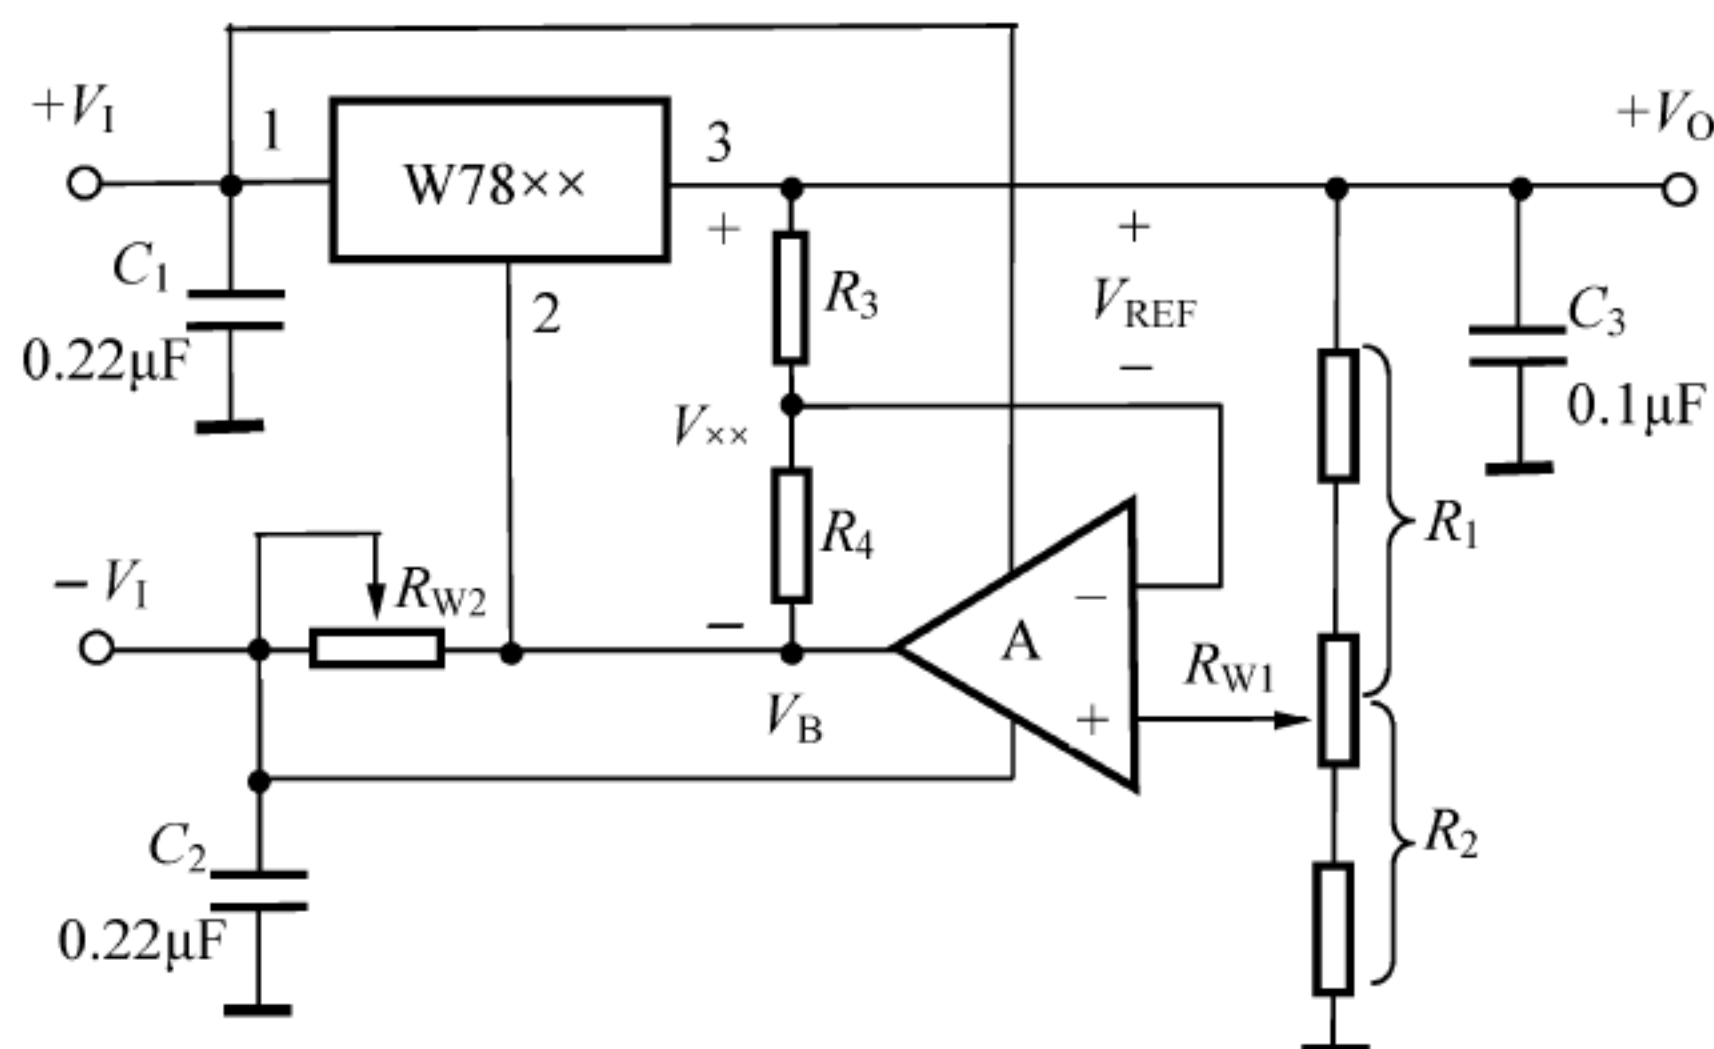 +V_I
1
W78××
3
+V_O
+
+
C_1
R_3
V_REF
C_3
2
0.22μF
−
0.1μF
V_××
R_1
R_4
− V_I
R_W2
−
−
A
R_W1
V_B
+
C_2
R_2
0.22μF